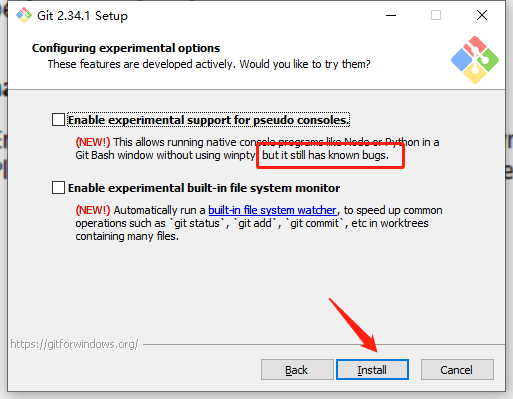 Git 2.34.1 Setup
Configuring experimental options
These features are developed actively. Would you like to try them?
Enable experimental support for pseudo consoles.
(NEW!) This allows running native console programs like Node or Python in a
Git Bash window without using winpty, but it still has known bugs.
Enable experimental built-in file system monitor
(NEW!) Automatically run a built-in file system watcher, to speed up common
operations such as `git status`, `git add`, `git commit`, etc in worktrees
containing many files.
https://gitforwindows.org/
Back
Install
Cancel